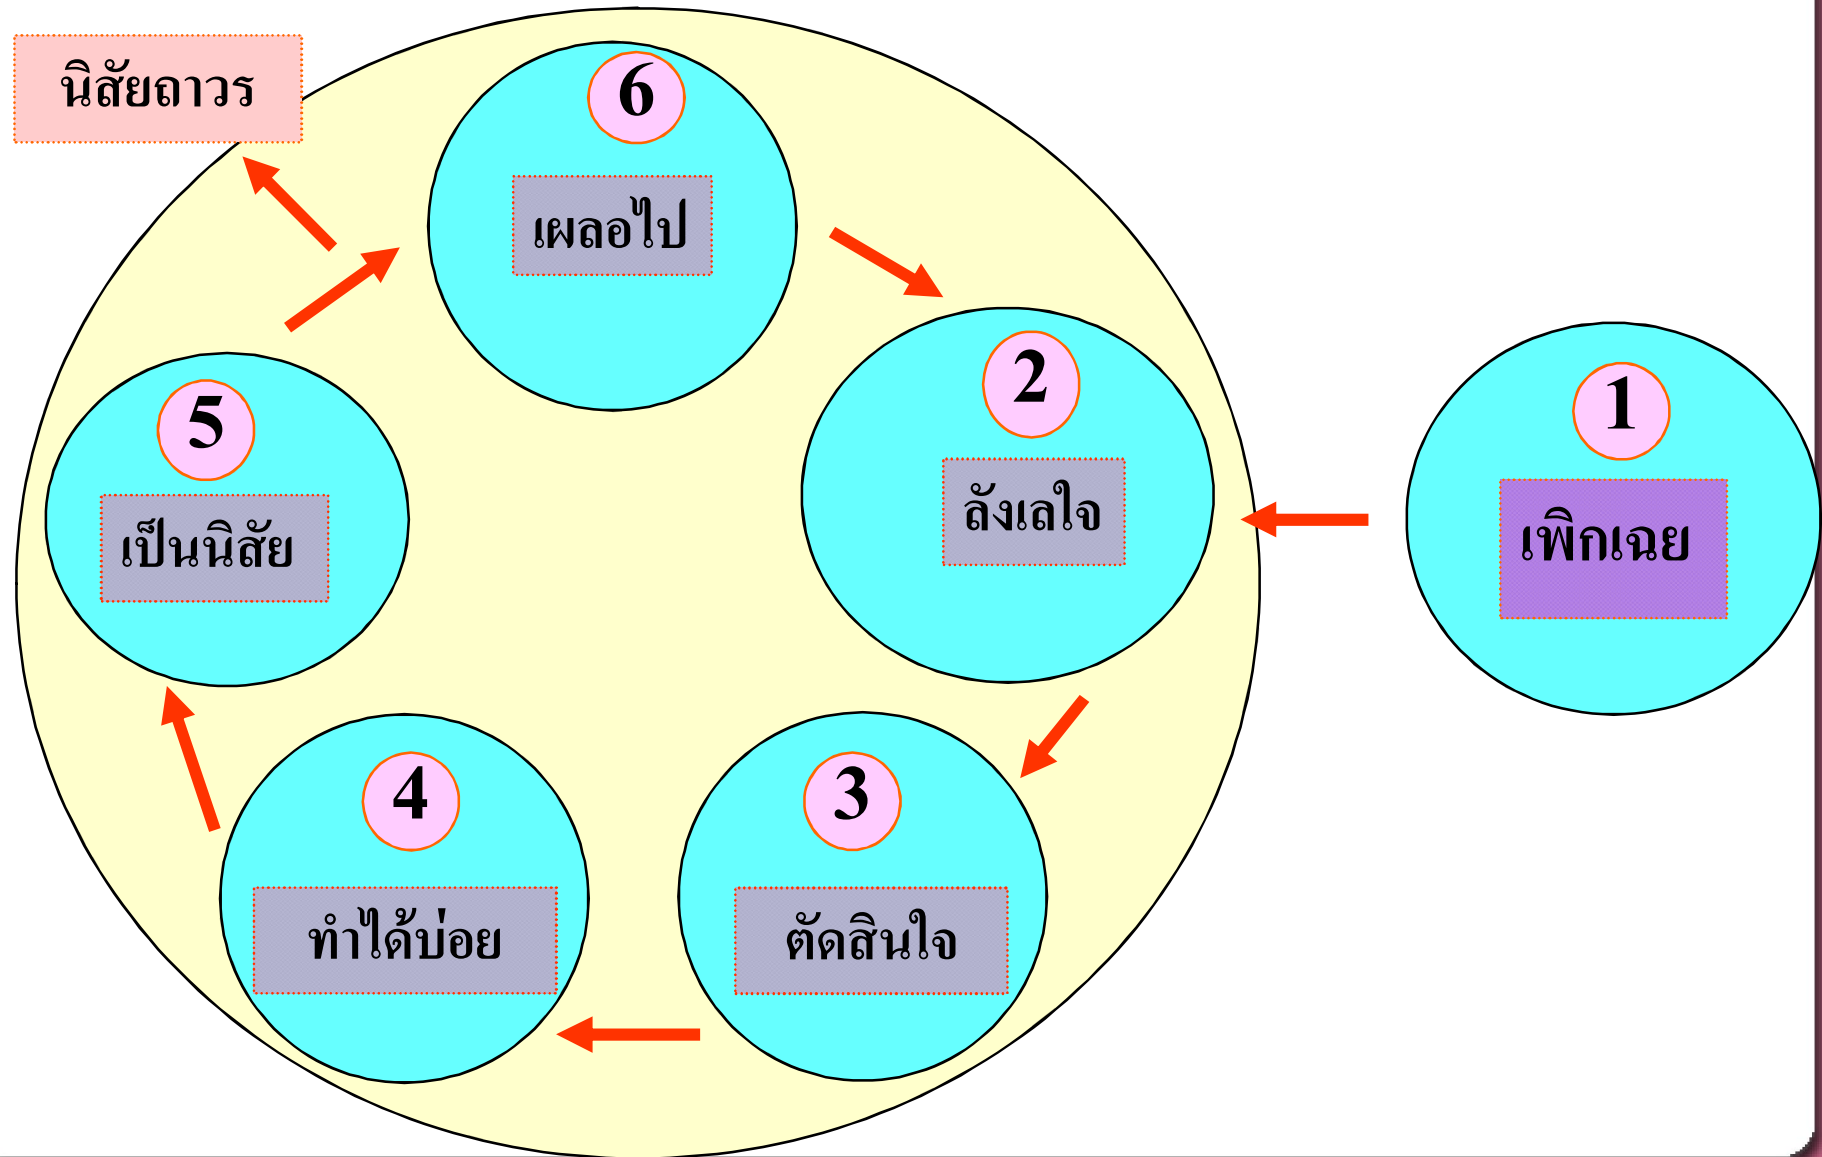 นิสัยถาวร
6
เผลอไป
2
ลังเลใจ
1
เพิกเฉย
5
เป็นนิสัย
4
ทำได้บ่อย
3
ตัดสินใจ